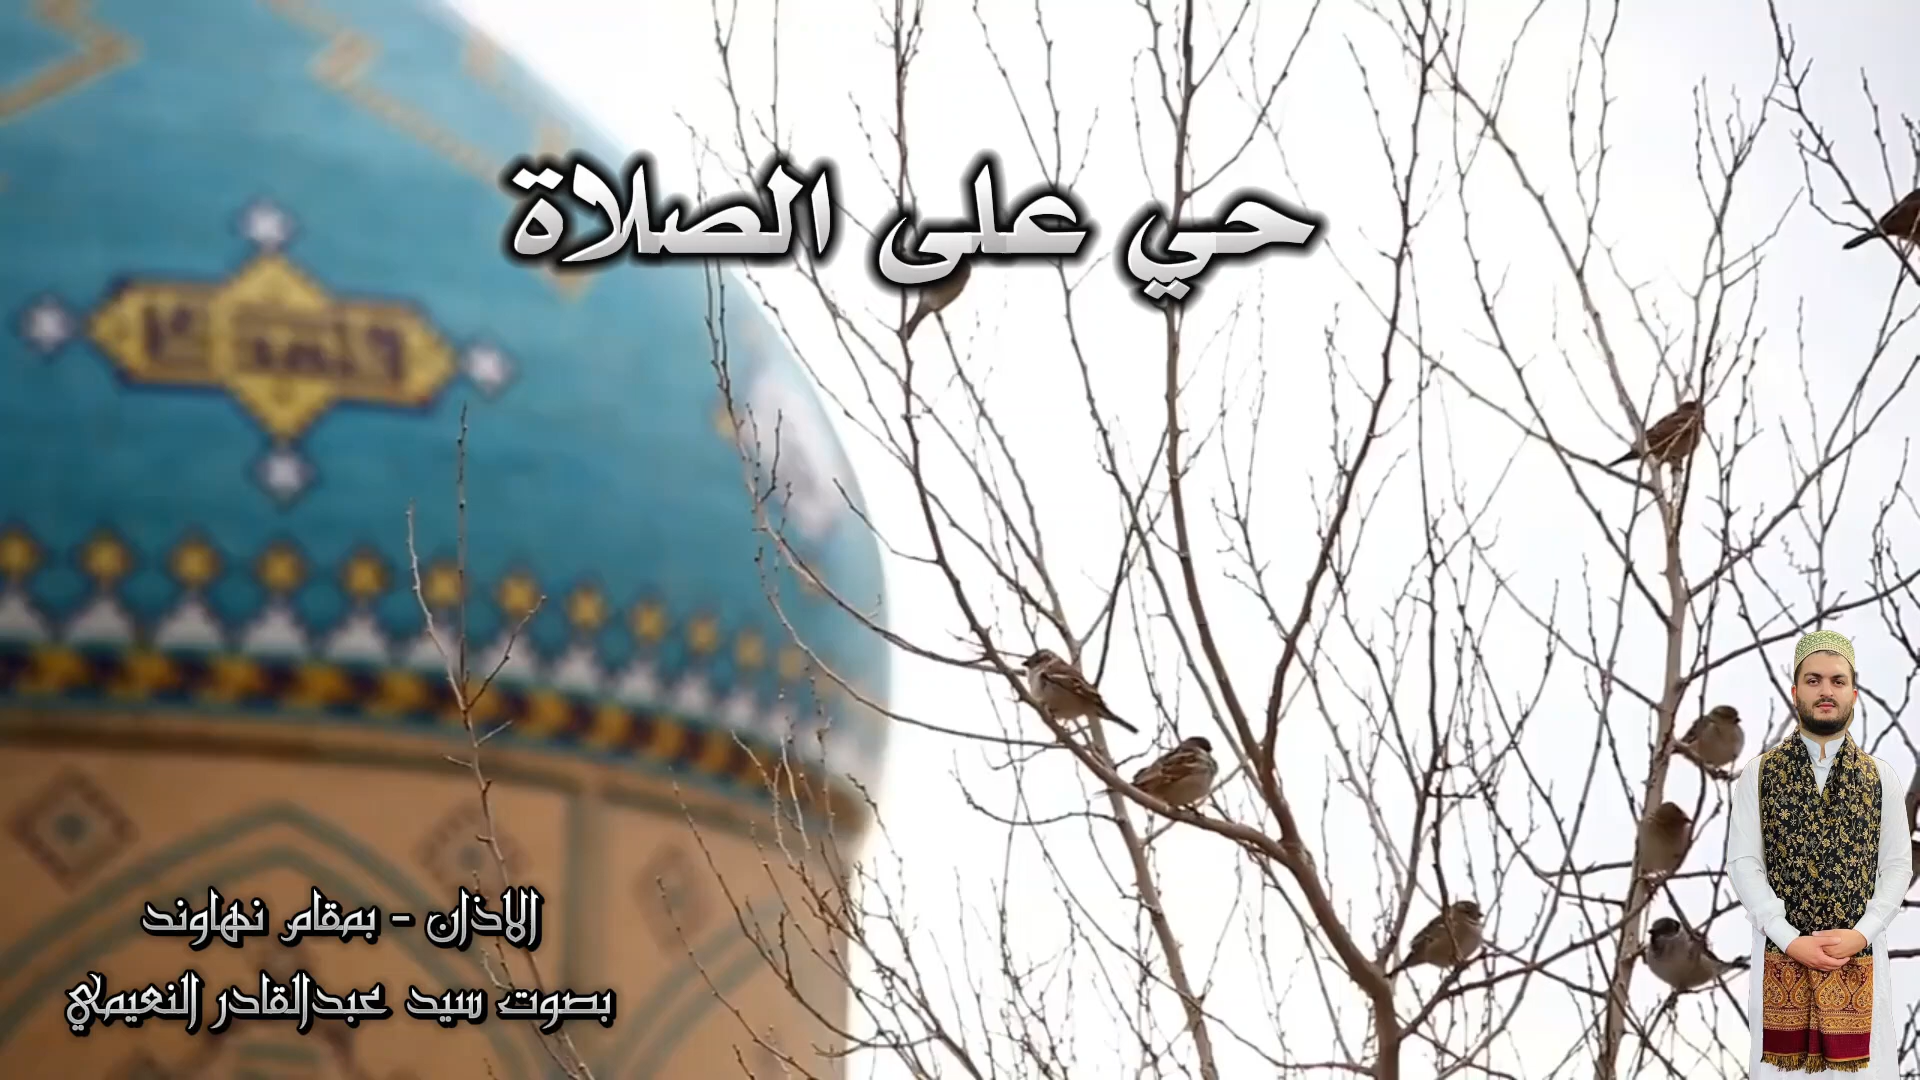 حي على الصلاة
الاذان - بمقام نهاوند
بصوت سيد عبدالقادر النعيمي